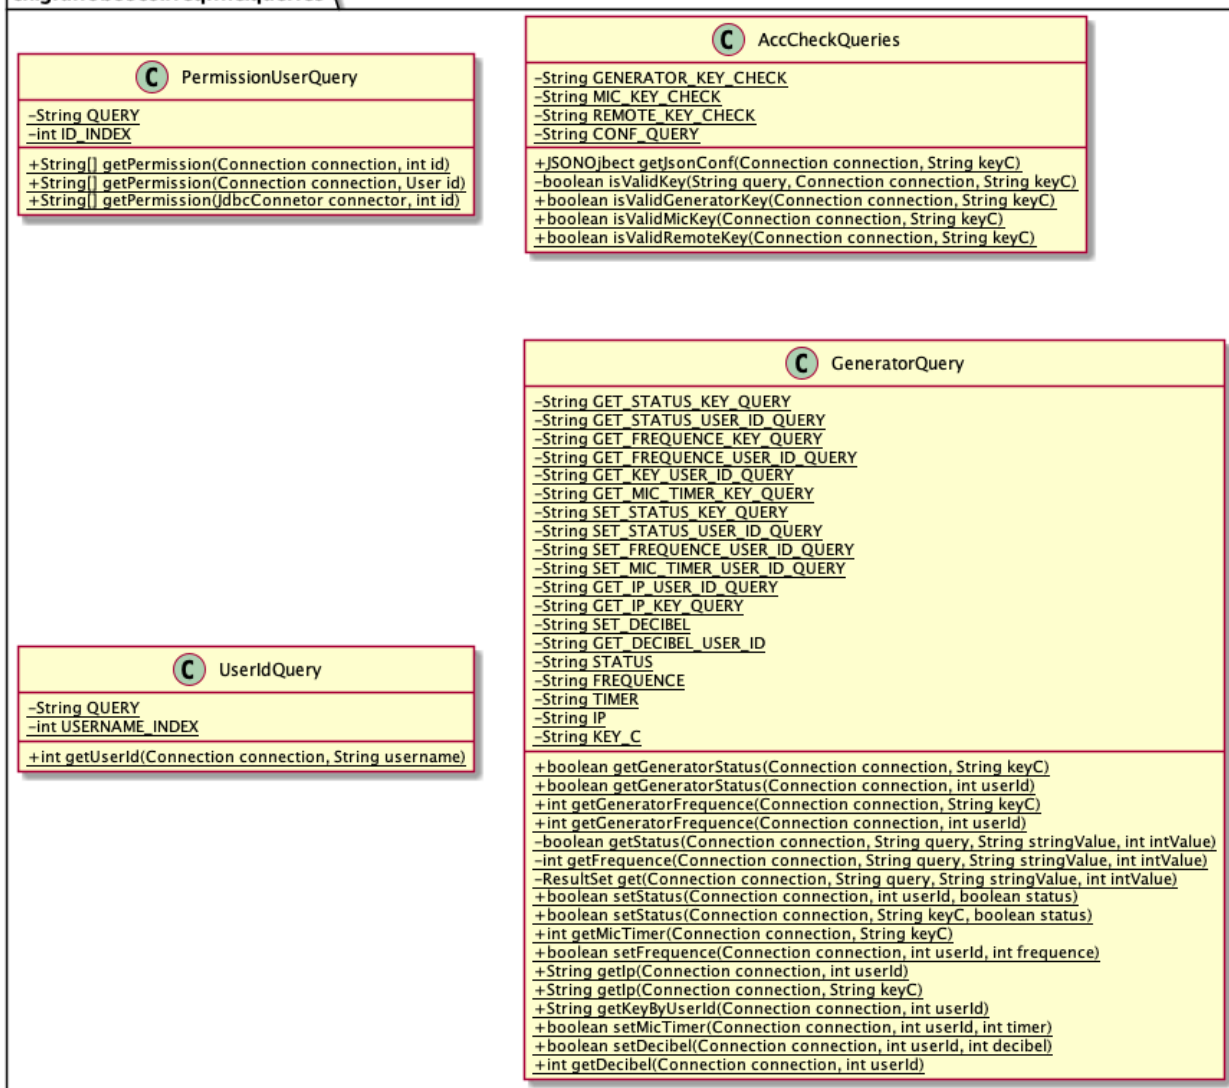 C PermissionUserQuery
-String QUERY
-int ID_INDEX
+String[] getPermission(Connection connection, int id)
+String[] getPermission(Connection connection, User id)
+String[] getPermission(JdbcConnetor connector, int id)
C AccCheckQueries
-String GENERATOR_KEY_CHECK
-String MIC_KEY_CHECK
-String REMOTE_KEY_CHECK
-String CONF_QUERY
+JSONOjbect getJsonConf(Connection connection, String keyC)
-boolean isValidKey(String query, Connection connection, String keyC)
+boolean isValidGeneratorKey(Connection connection, String keyC)
+boolean isValidMicKey(Connection connection, String keyC)
+boolean isValidRemoteKey(Connection connection, String keyC)
C UserIdQuery
-String QUERY
-int USERNAME_INDEX
+int getUserId(Connection connection, String username)
C GeneratorQuery
-String GET_STATUS_KEY_QUERY
-String GET_STATUS_USER_ID_QUERY
-String GET_FREQUENCE_KEY_QUERY
-String GET_FREQUENCE_USER_ID_QUERY
-String GET_KEY_USER_ID_QUERY
-String GET_MIC_TIMER_KEY_QUERY
-String SET_STATUS_KEY_QUERY
-String SET_STATUS_USER_ID_QUERY
-String SET_FREQUENCE_USER_ID_QUERY
-String SET_MIC_TIMER_USER_ID_QUERY
-String GET_IP_USER_ID_QUERY
-String GET_IP_KEY_QUERY
-String SET_DECIBEL
-String GET_DECIBEL_USER_ID
-String STATUS
-String FREQUENCE
-String TIMER
-String IP
-String KEY_C
+boolean getGeneratorStatus(Connection connection, String keyC)
+boolean getGeneratorStatus(Connection connection, int userId)
+int getGeneratorFrequence(Connection connection, String keyC)
+int getGeneratorFrequence(Connection connection, int userId)
-boolean getStatus(Connection connection, String query, String stringValue, int intValue)
-int getFrequence(Connection connection, String query, String stringValue, int intValue)
-ResultSet get(Connection connection, String query, String stringValue, int intValue)
+boolean setStatus(Connection connection, int userId, boolean status)
+boolean setStatus(Connection connection, String keyC, boolean status)
+int getMicTimer(Connection connection, String keyC)
+boolean setFrequence(Connection connection, int userId, int frequence)
+String getIp(Connection connection, int userId)
+String getIp(Connection connection, String keyC)
+String getKeyByUserId(Connection connection, int userId)
+boolean setMicTimer(Connection connection, int userId, int timer)
+boolean setDecibel(Connection connection, int userId, int decibel)
+int getDecibel(Connection connection, int userId)